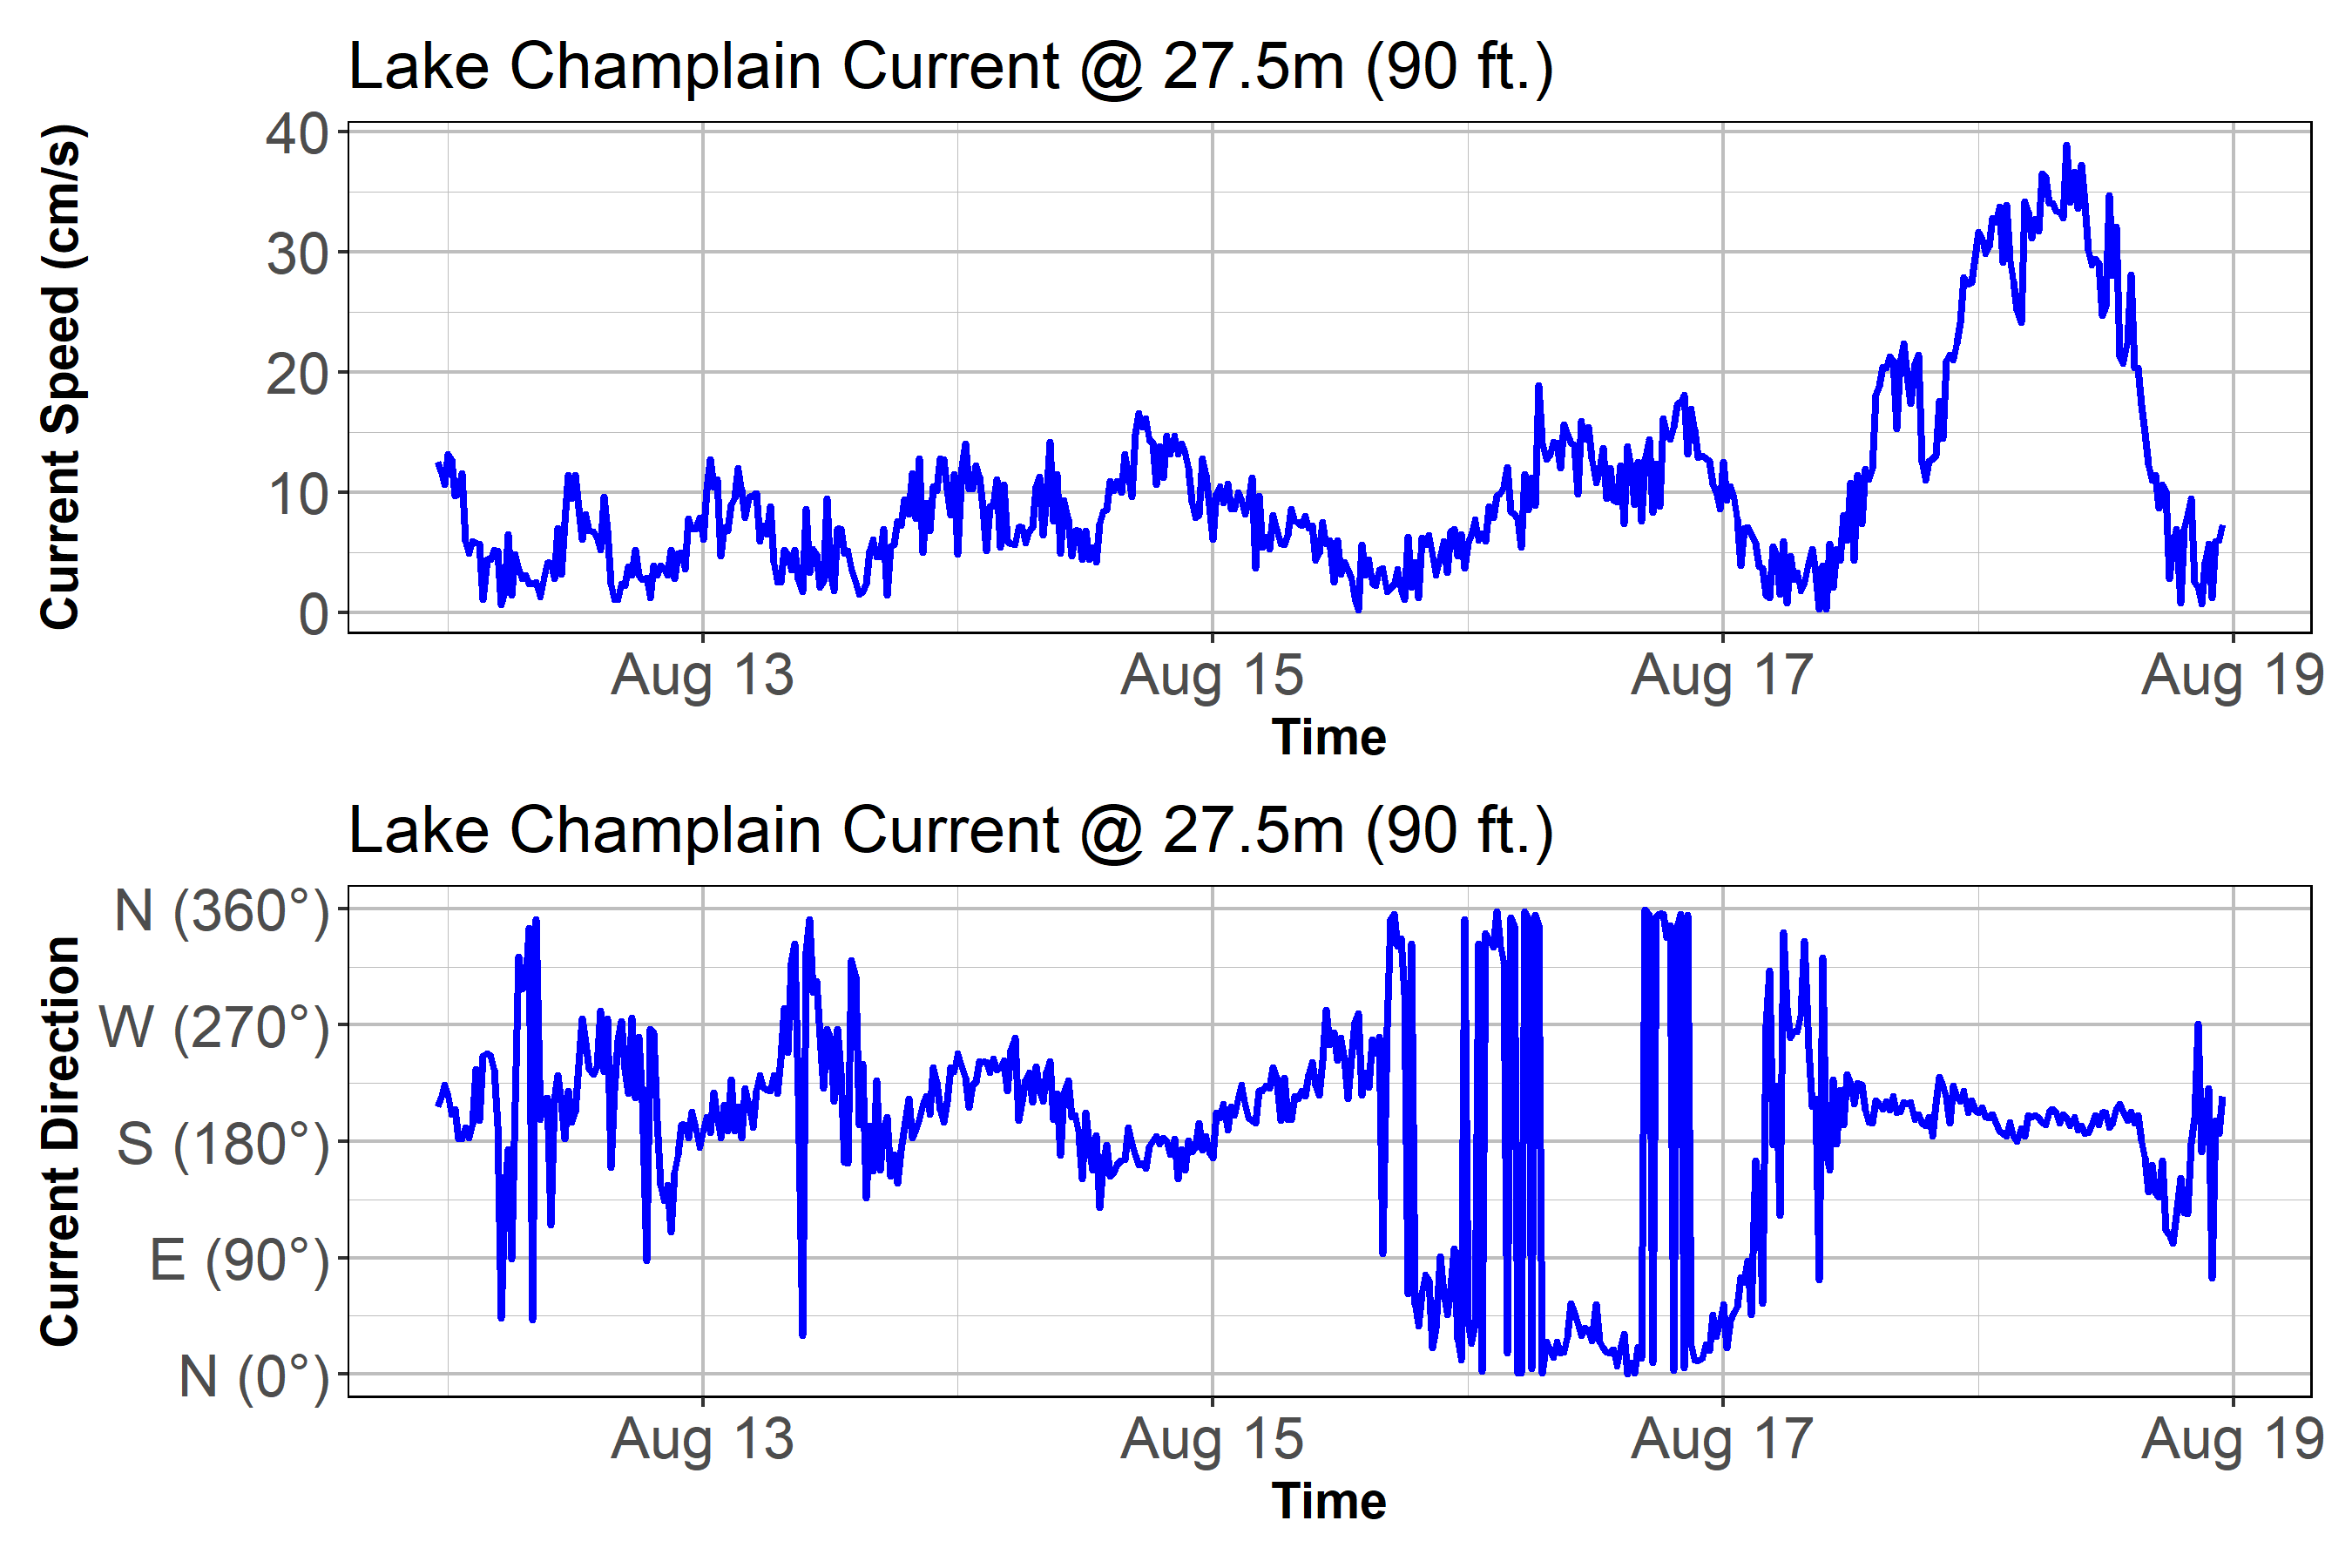 Lake Champlain Current @ 27.5m (90 ft.)
Current Speed (cm/s)
40
30
20
10
0
Aug 13 Aug 15 Aug 17 Aug 19
Time
Lake Champlain Current @ 27.5m (90 ft.)
Current Direction
N (360°)
W (270°)
S (180°)
E (90°)
N (0°)
Aug 13 Aug 15 Aug 17 Aug 19
Time